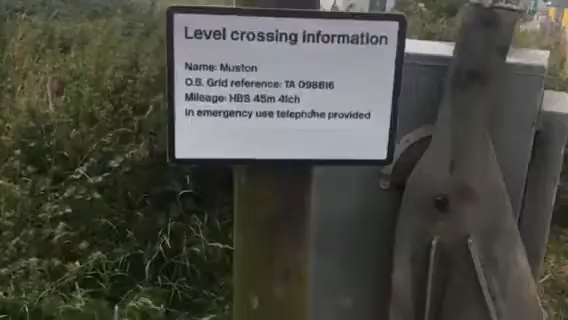 Level crossing information
Name: Muston
O.S. Grid reference: TA 098816
Mileage: HBS 45m 41ch
In emergency use telephone provided